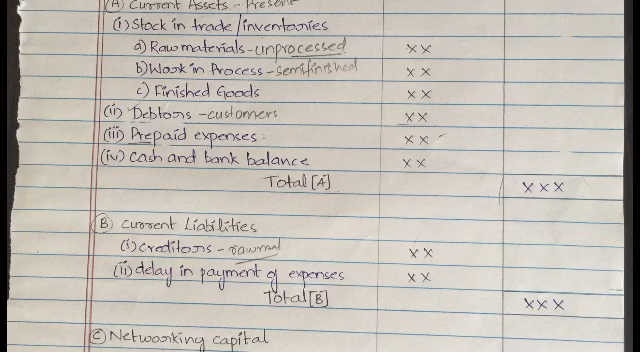 (A) Current Assets - Present
(i) Stock in trade/inventories
a) Raw materials - unprocessed xx
b) Work in Process - semifinished xx
c) Finished Goods xx
(ii) Debtors - customers xx
(iii) Prepaid expenses. xx
(iv) Cash and bank balance xx
Total [A] xxx
(B) Current Liabilities
(i) Creditors - xx
(ii) delay in payment of expenses xx
Total [B] xxx
(C) Networking capital